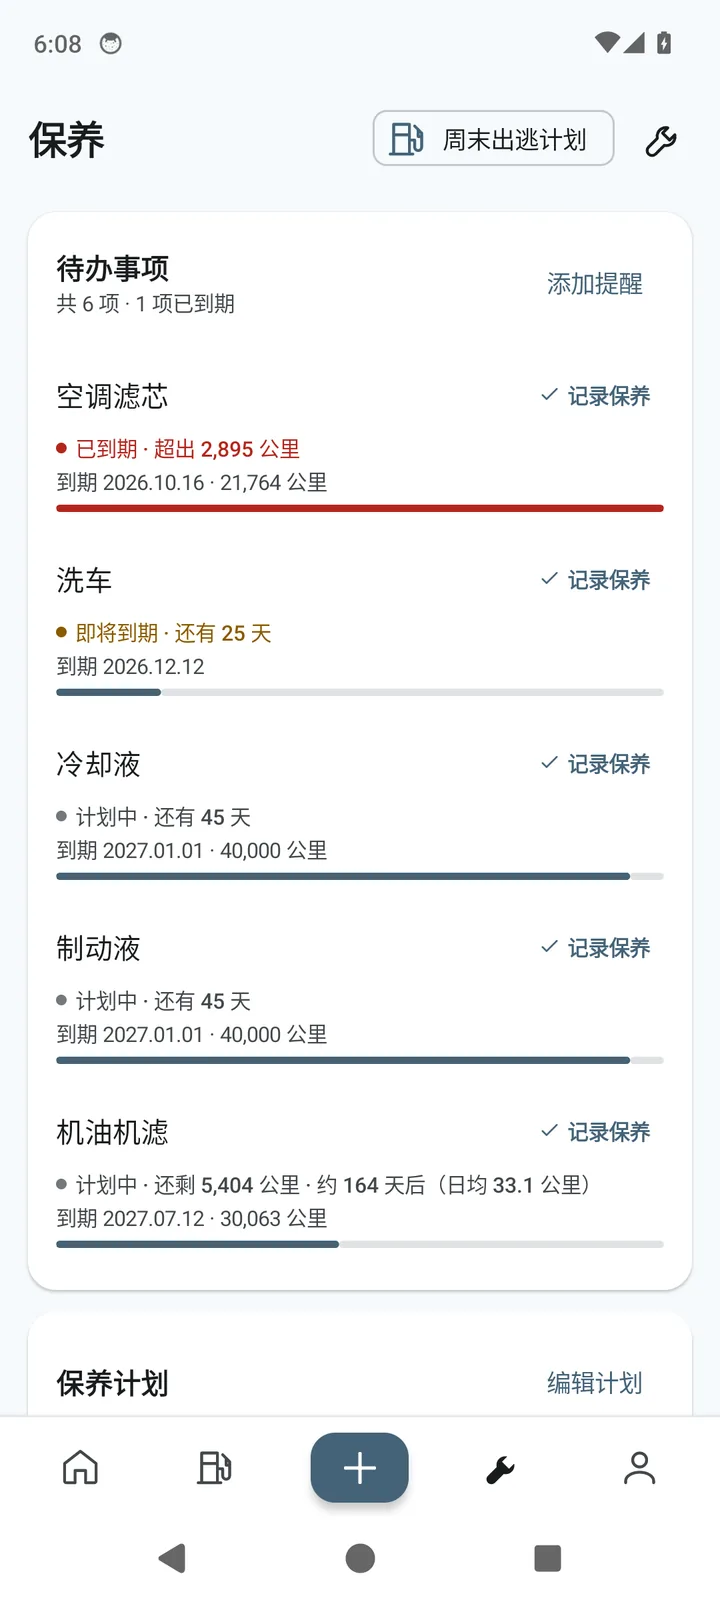 6:08
保养
周末出逃计划
待办事项
添加提醒
共 6 项 · 1 项已到期
空调滤芯
记录保养
已到期 · 超出 2,895 公里
到期 2026.10.16 · 21,764 公里
洗车
记录保养
即将到期 · 还有 25 天
到期 2026.12.12
冷却液
记录保养
计划中 · 还有 45 天
到期 2027.01.01 · 40,000 公里
制动液
记录保养
计划中 · 还有 45 天
到期 2027.01.01 · 40,000 公里
机油机滤
记录保养
计划中 · 还剩 5,404 公里 · 约 164 天后（日均 33.1 公里）
到期 2027.07.12 · 30,063 公里
保养计划
编辑计划